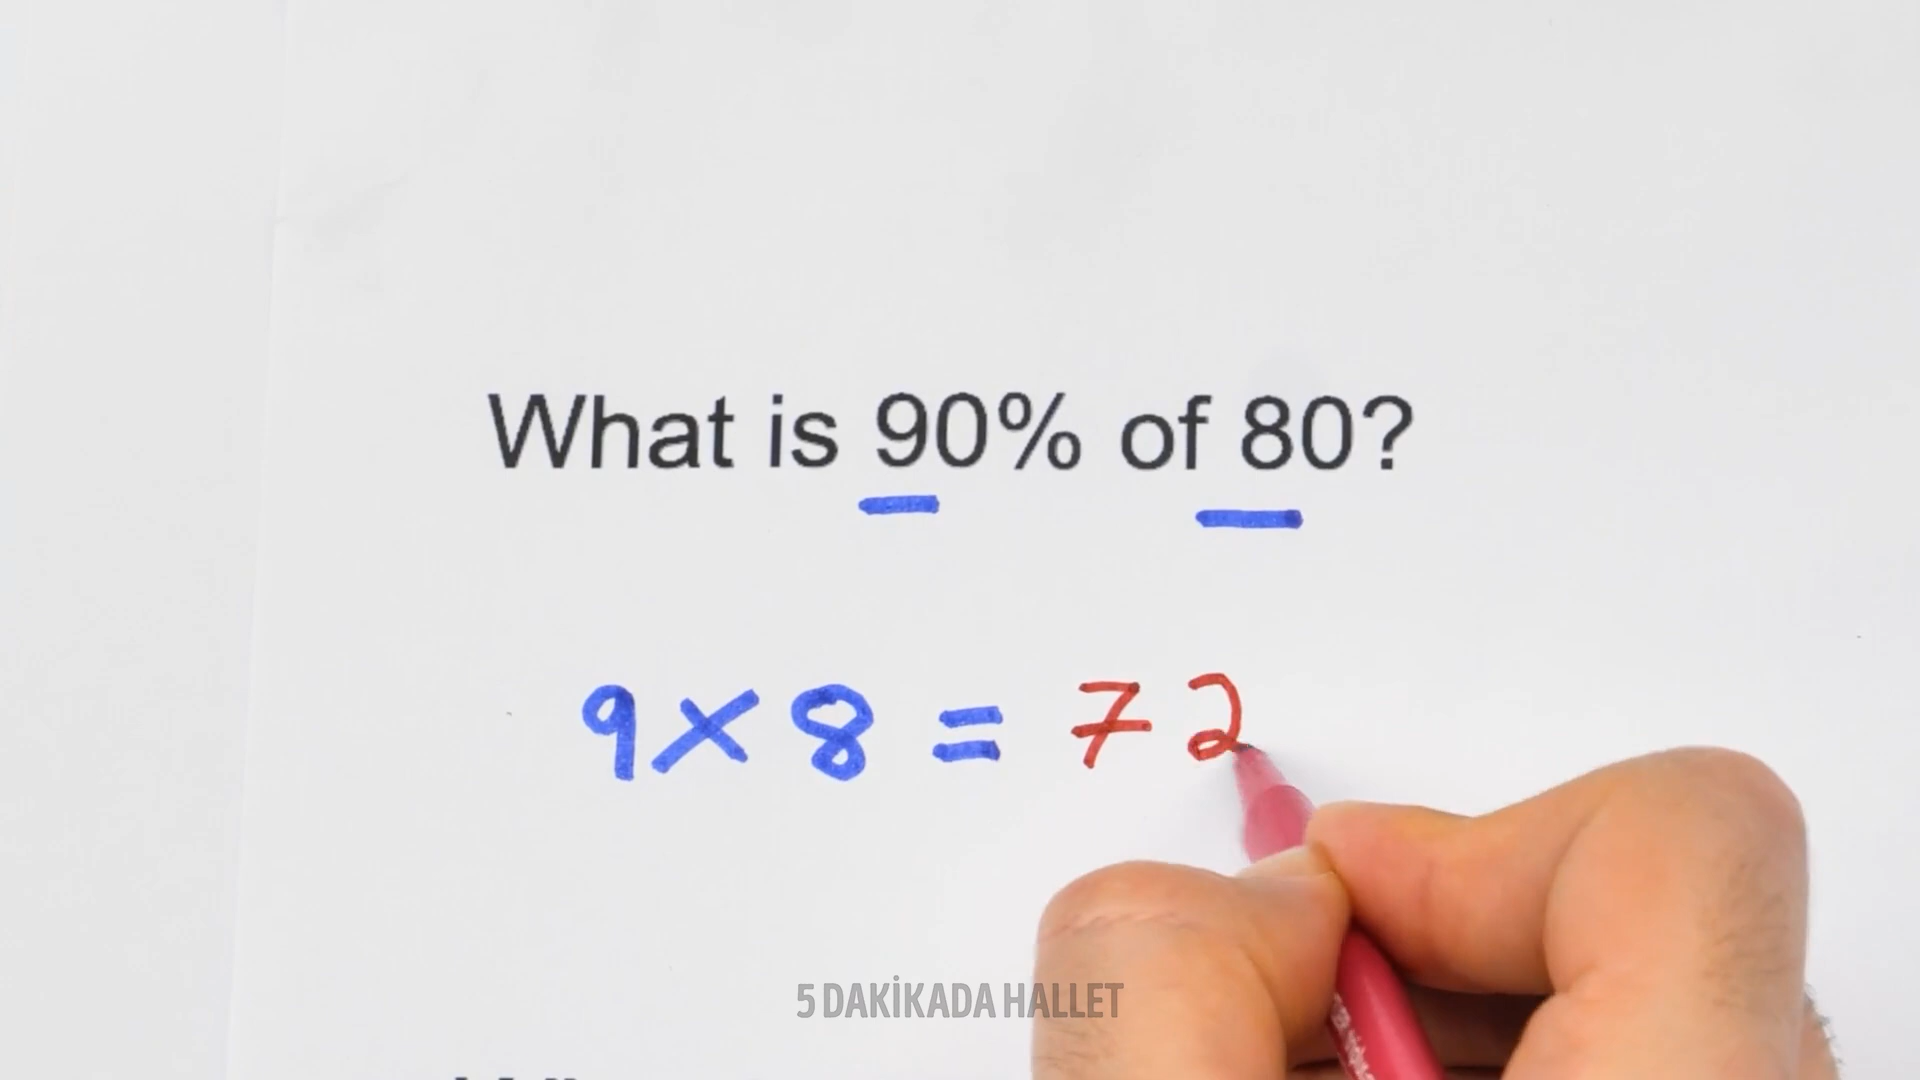 What is 90% of 80?
9 × 8 = 72
5 DAKİKADA HALLET